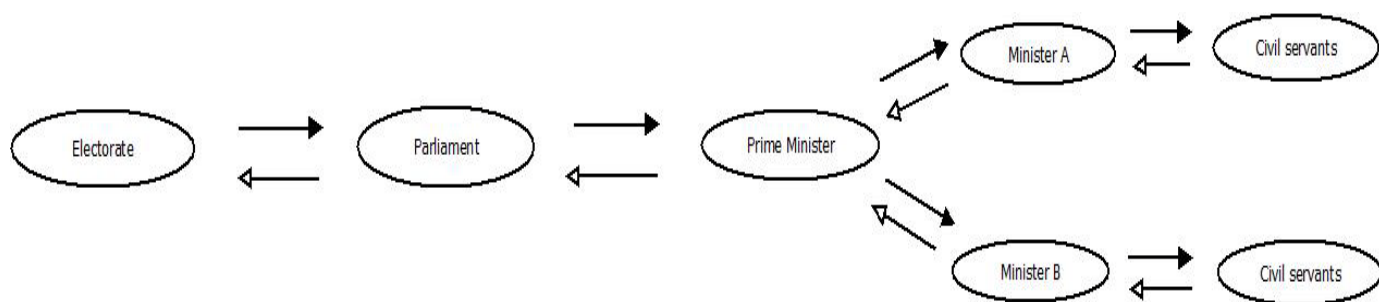 Electorate
Parliament
Prime Minister
Minister A
Civil servants
Minister B
Civil servants